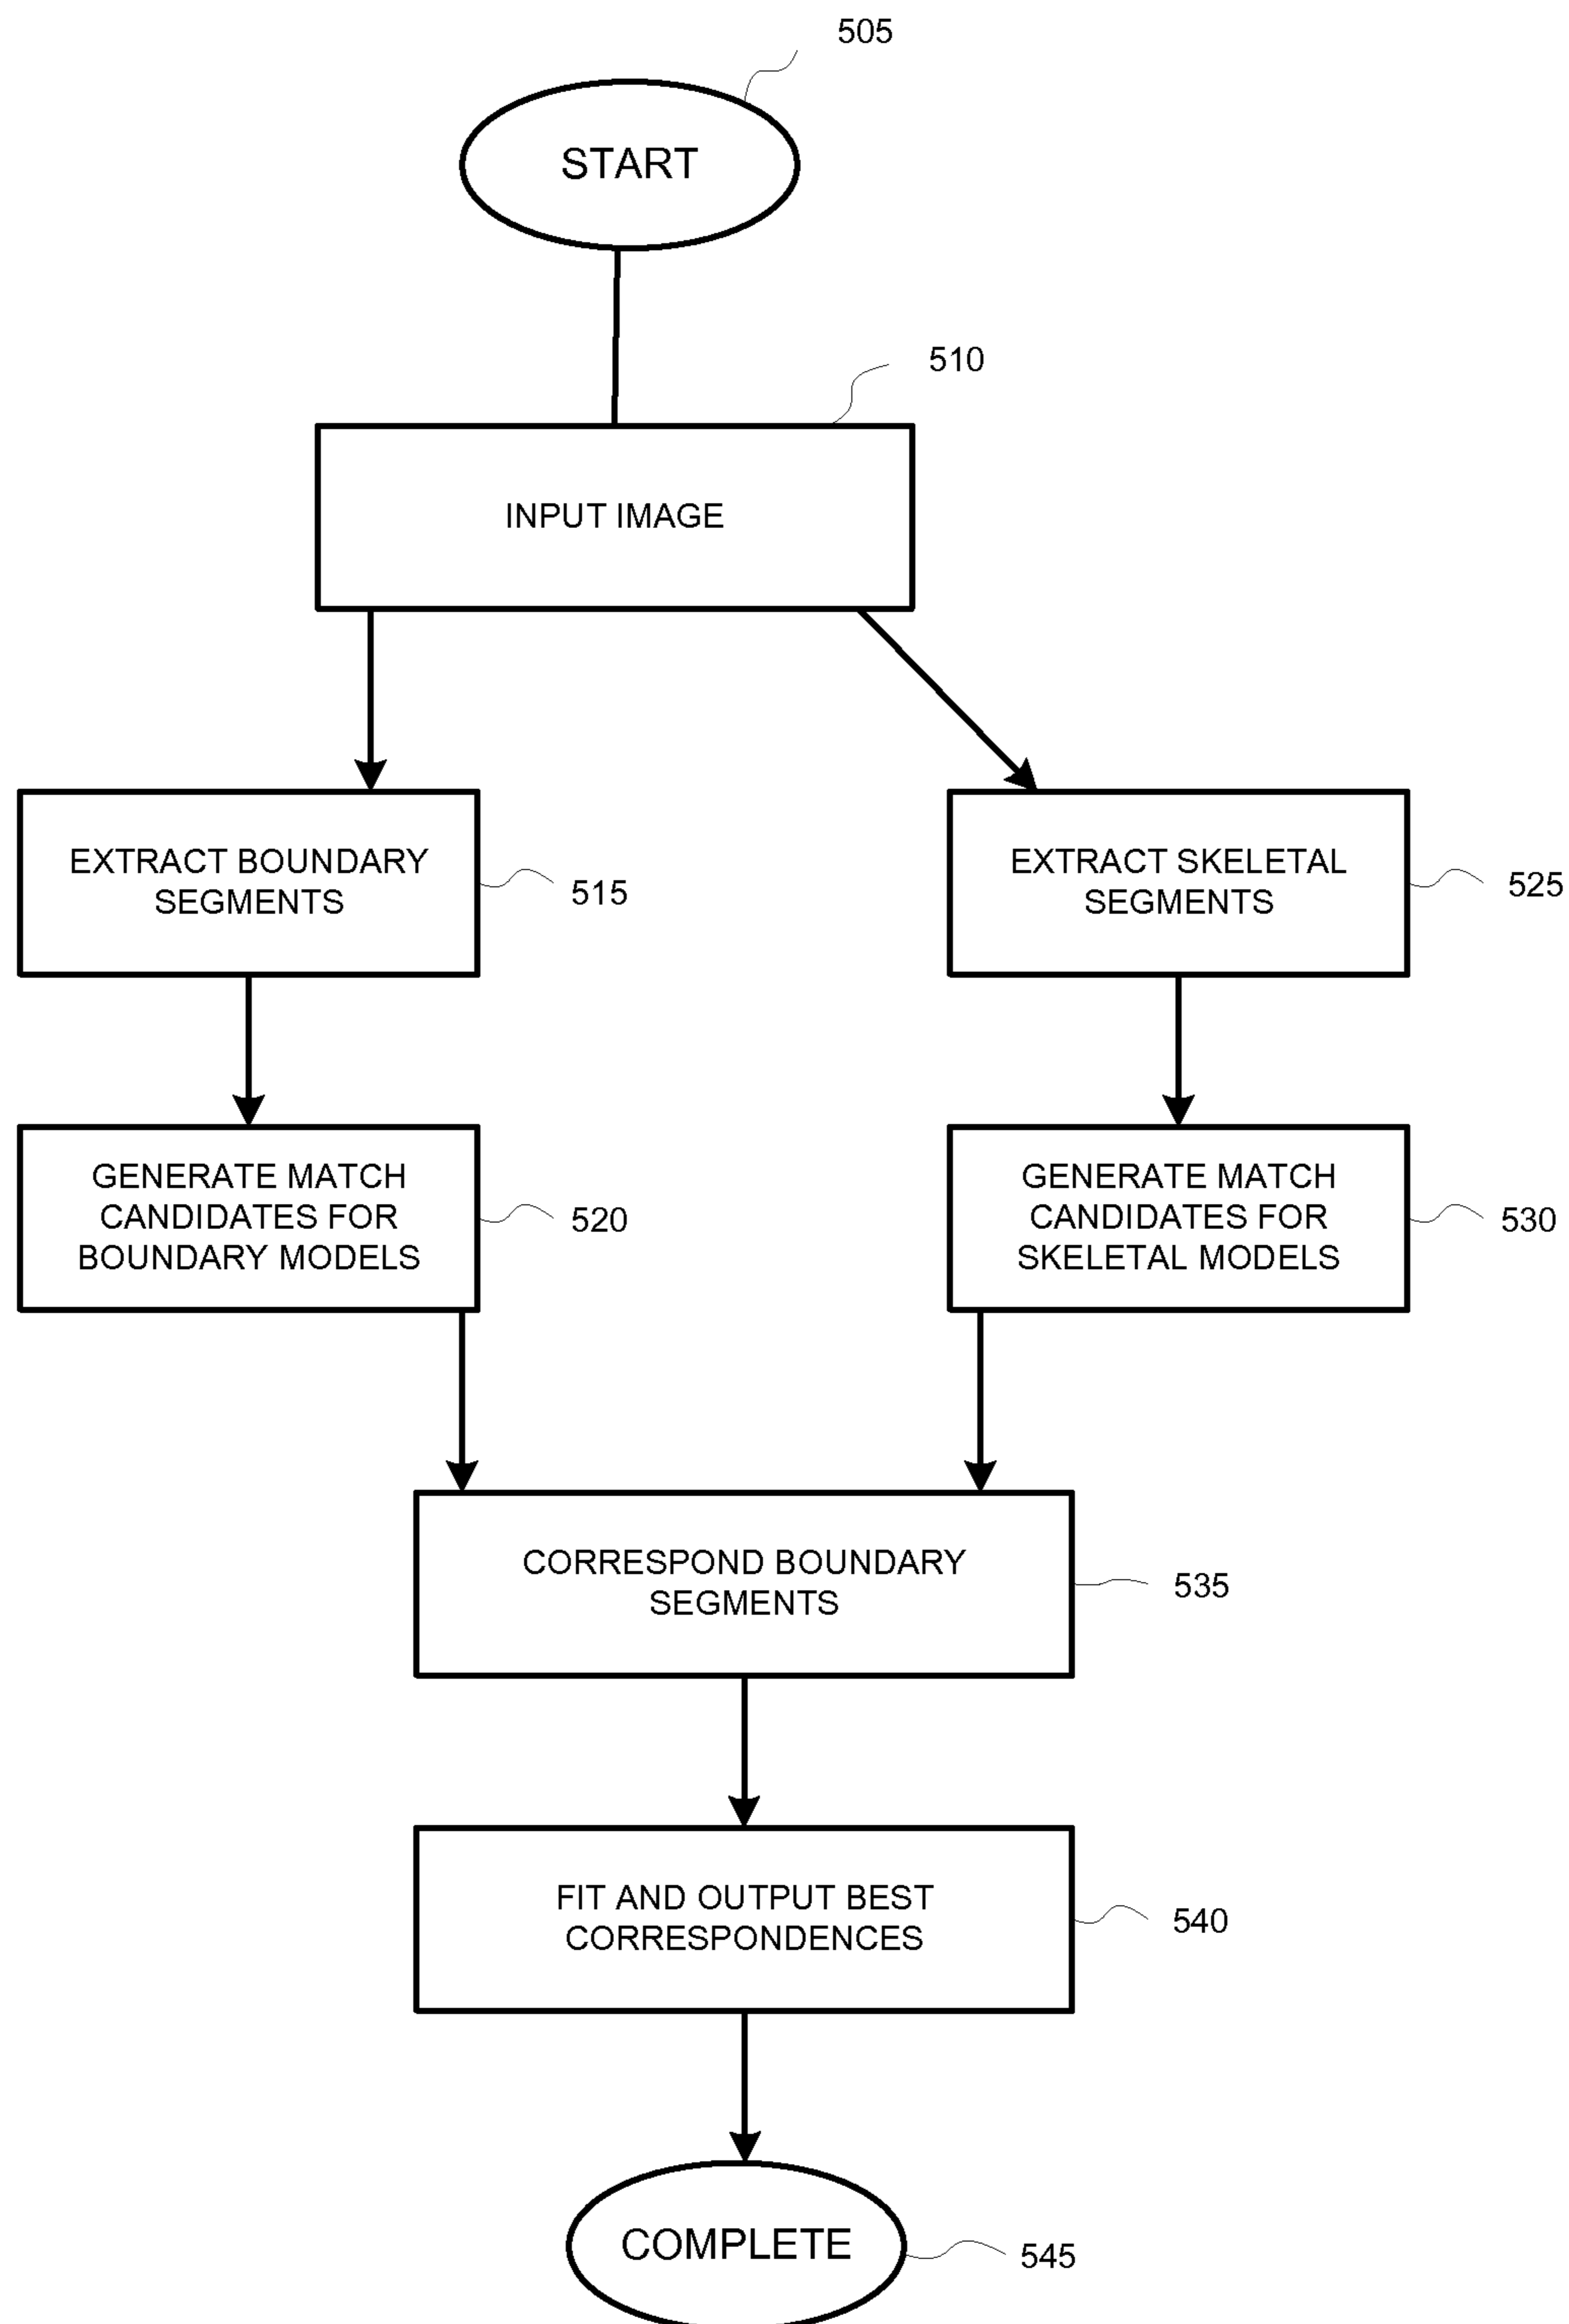 505
START
510
INPUT IMAGE
EXTRACT BOUNDARY
SEGMENTS
515
EXTRACT SKELETAL
SEGMENTS
525
GENERATE MATCH
CANDIDATES FOR
BOUNDARY MODELS
520
GENERATE MATCH
CANDIDATES FOR
SKELETAL MODELS
530
CORRESPOND BOUNDARY
SEGMENTS
535
FIT AND OUTPUT BEST
CORRESPONDENCES
540
COMPLETE
545